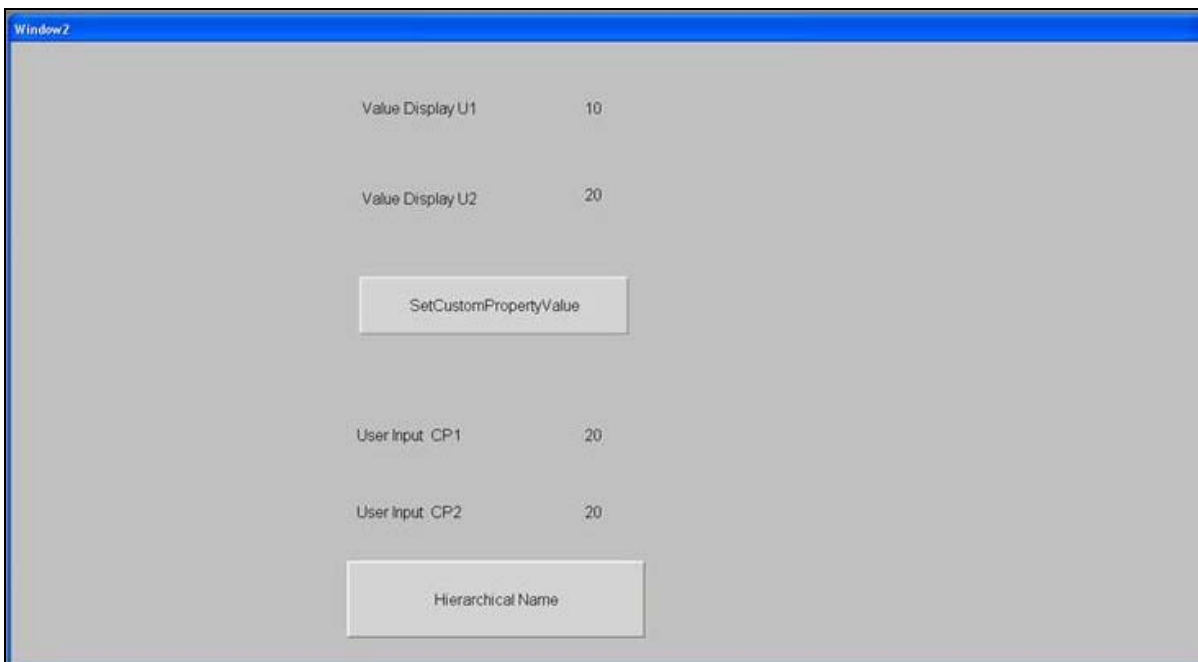 Window2
Value Display U1 10
Value Display U2 20
SetCustomPropertyValue
User Input CP1 20
User Input CP2 20
Hierarchical Name